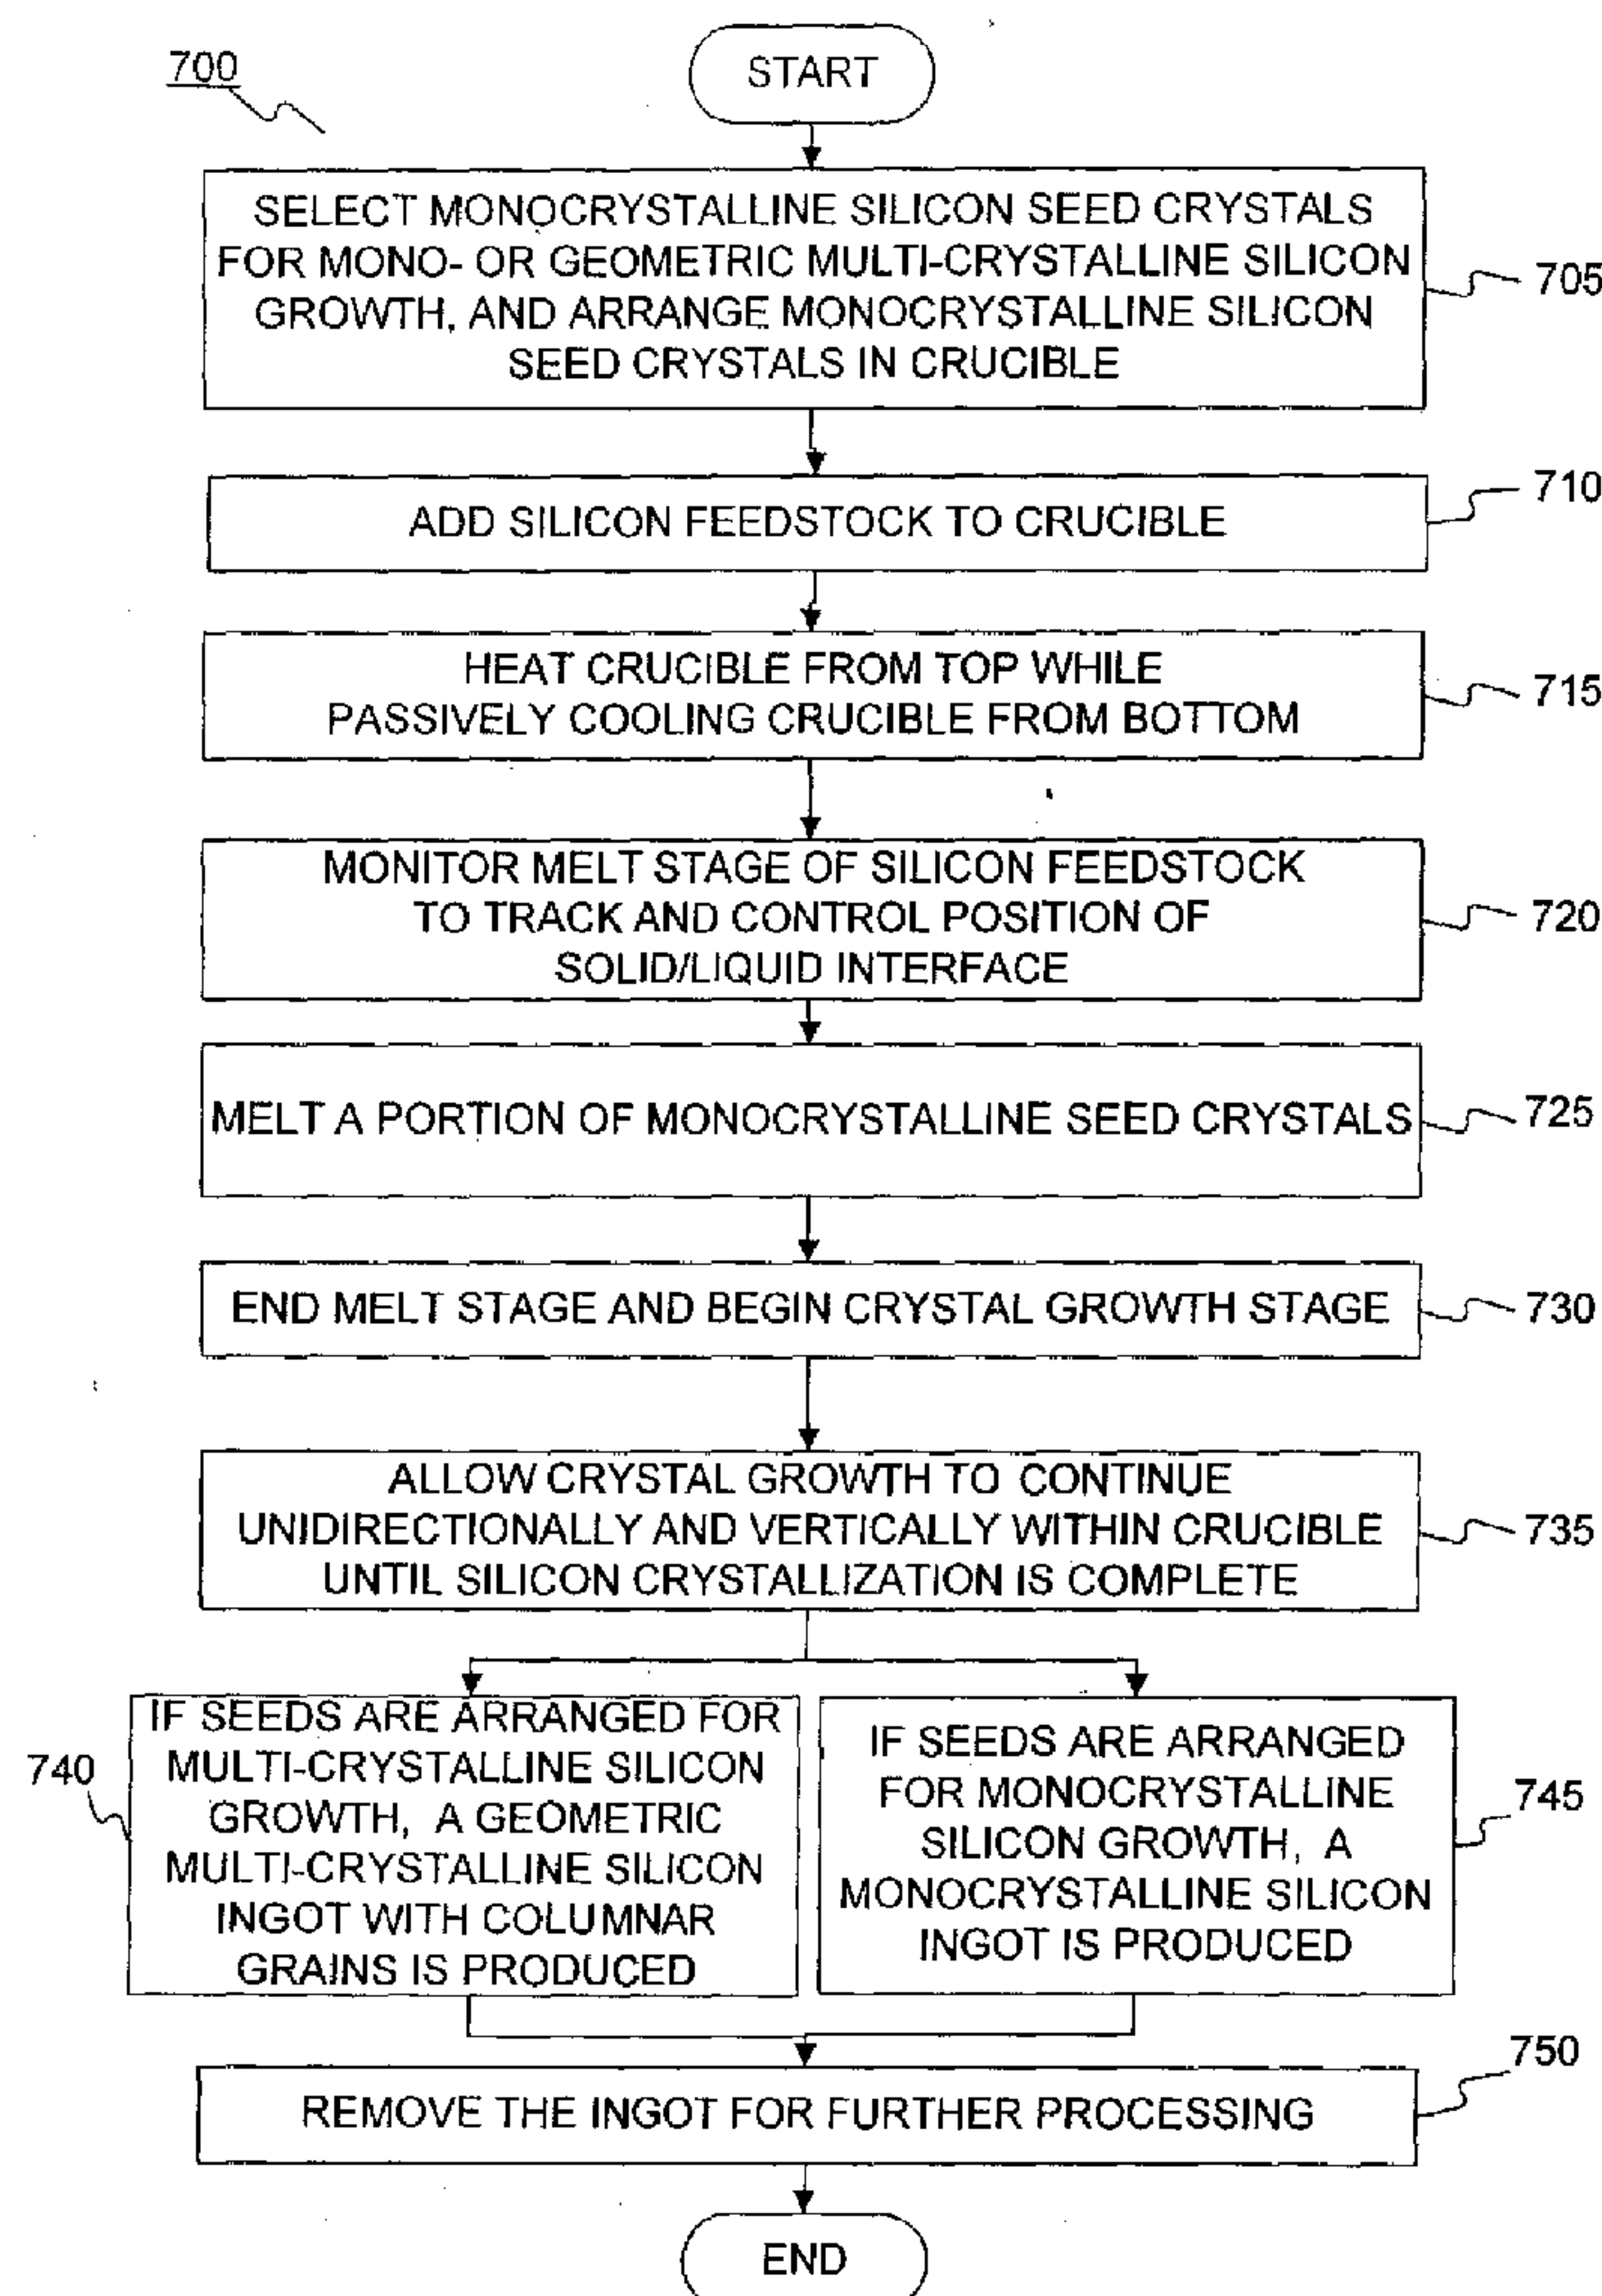 700
START
SELECT MONOCRYSTALLINE SILICON SEED CRYSTALS
FOR MONO- OR GEOMETRIC MULTI-CRYSTALLINE SILICON
GROWTH, AND ARRANGE MONOCRYSTALLINE SILICON
SEED CRYSTALS IN CRUCIBLE
705
ADD SILICON FEEDSTOCK TO CRUCIBLE
710
HEAT CRUCIBLE FROM TOP WHILE
PASSIVELY COOLING CRUCIBLE FROM BOTTOM
715
MONITOR MELT STAGE OF SILICON FEEDSTOCK
TO TRACK AND CONTROL POSITION OF
SOLID/LIQUID INTERFACE
720
MELT A PORTION OF MONOCRYSTALLINE SEED CRYSTALS
725
END MELT STAGE AND BEGIN CRYSTAL GROWTH STAGE
730
ALLOW CRYSTAL GROWTH TO CONTINUE
UNIDIRECTIONALLY AND VERTICALLY WITHIN CRUCIBLE
UNTIL SILICON CRYSTALLIZATION IS COMPLETE
735
740
IF SEEDS ARE ARRANGED FOR
MULTI-CRYSTALLINE SILICON
GROWTH, A GEOMETRIC
MULTI-CRYSTALLINE SILICON
INGOT WITH COLUMNAR
GRAINS IS PRODUCED
IF SEEDS ARE ARRANGED
FOR MONOCRYSTALLINE
SILICON GROWTH, A
MONOCRYSTALLINE SILICON
INGOT IS PRODUCED
745
REMOVE THE INGOT FOR FURTHER PROCESSING
750
END